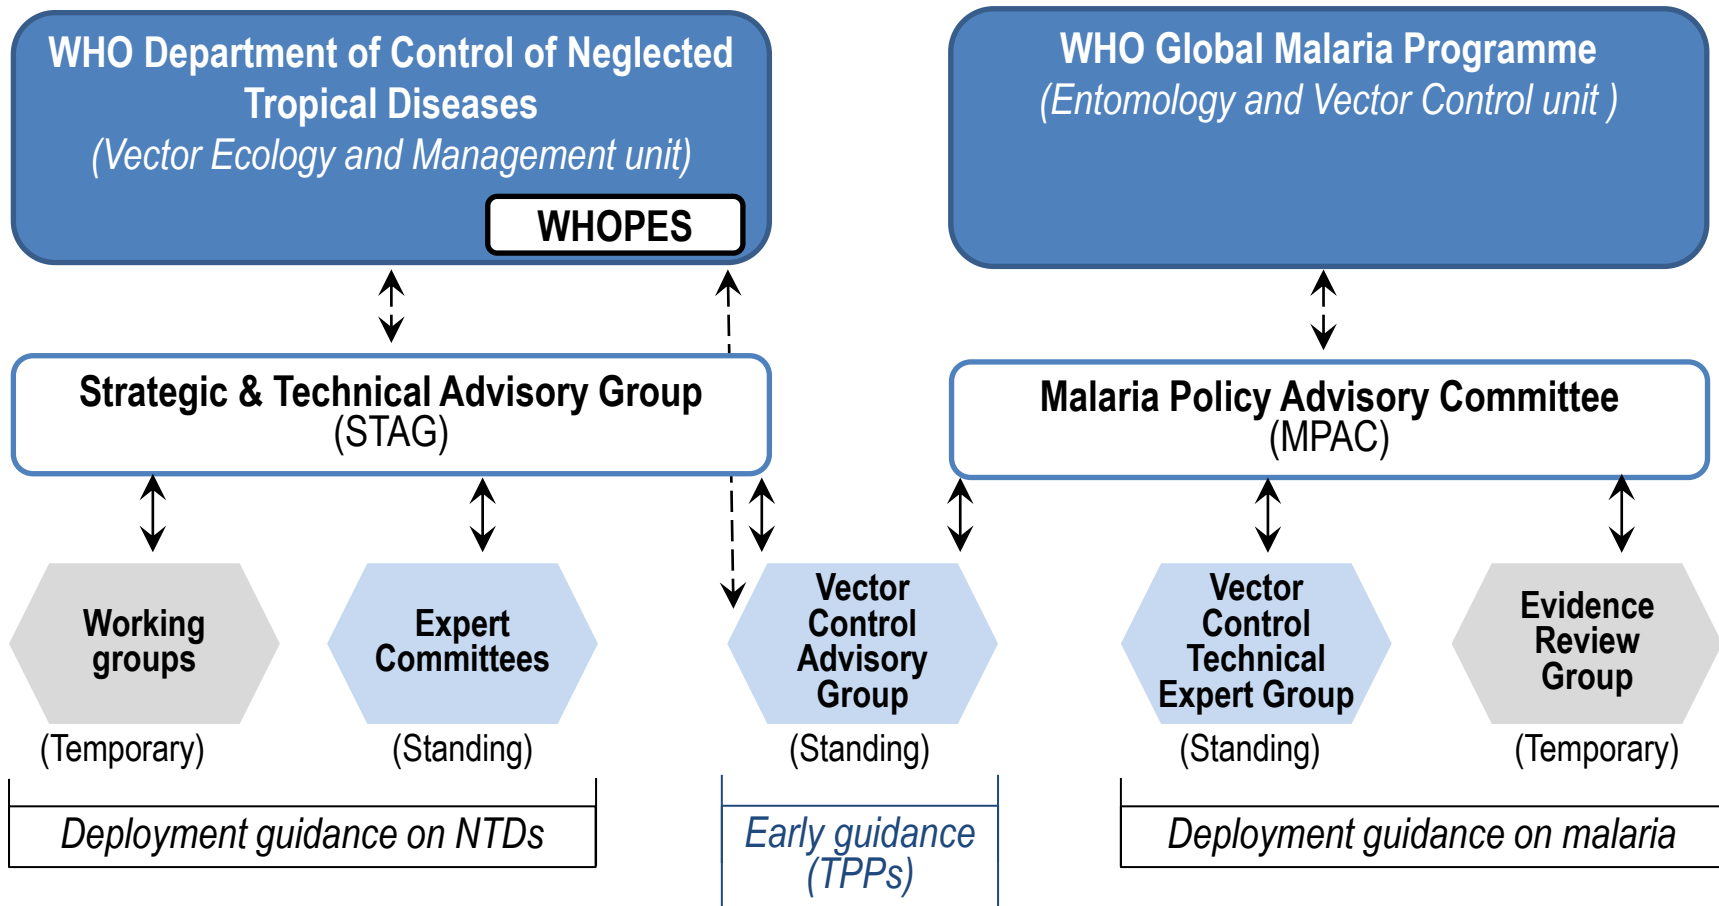 WHO Department of Control of Neglected
Tropical Diseases
(Vector Ecology and Management unit)
WHOPES
WHO Global Malaria Programme
(Entomology and Vector Control unit )
Strategic & Technical Advisory Group
(STAG)
Malaria Policy Advisory Committee
(MPAC)
Working
groups
(Temporary)
Expert
Committees
(Standing)
Vector
Control
Advisory
Group
(Standing)
Vector
Control
Technical
Expert Group
(Standing)
Evidence
Review
Group
(Temporary)
Deployment guidance on NTDs
Early guidance
(TPPs)
Deployment guidance on malaria